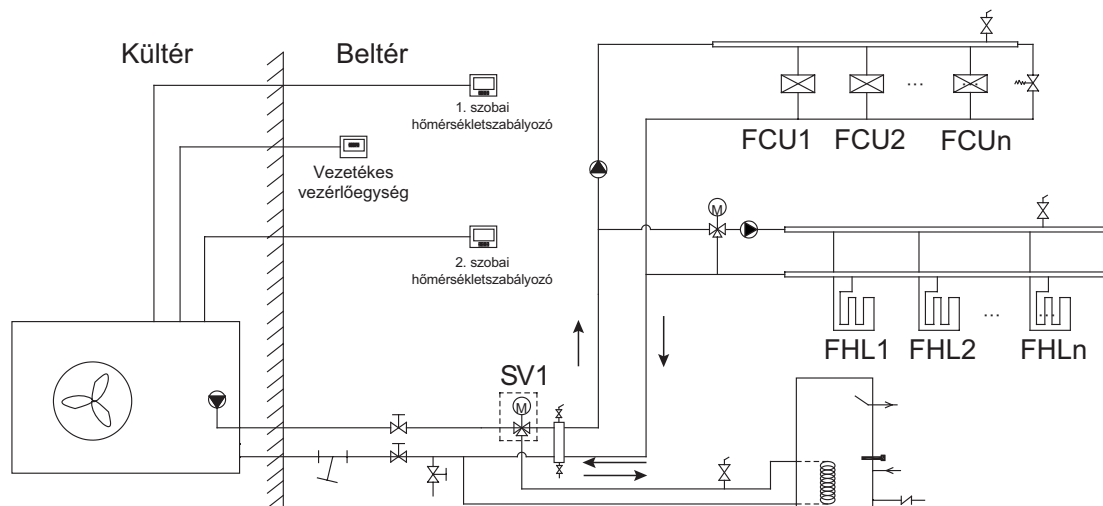 Kültér
Beltér
1. szobai
hőmérsékletszabályozó
Vezetékes
vezérlőegység
2. szobai
hőmérsékletszabályozó
FCU1
FCU2
...
...
FCUn
M
FHL1
FHL2
...
...
FHLn
SV1
M